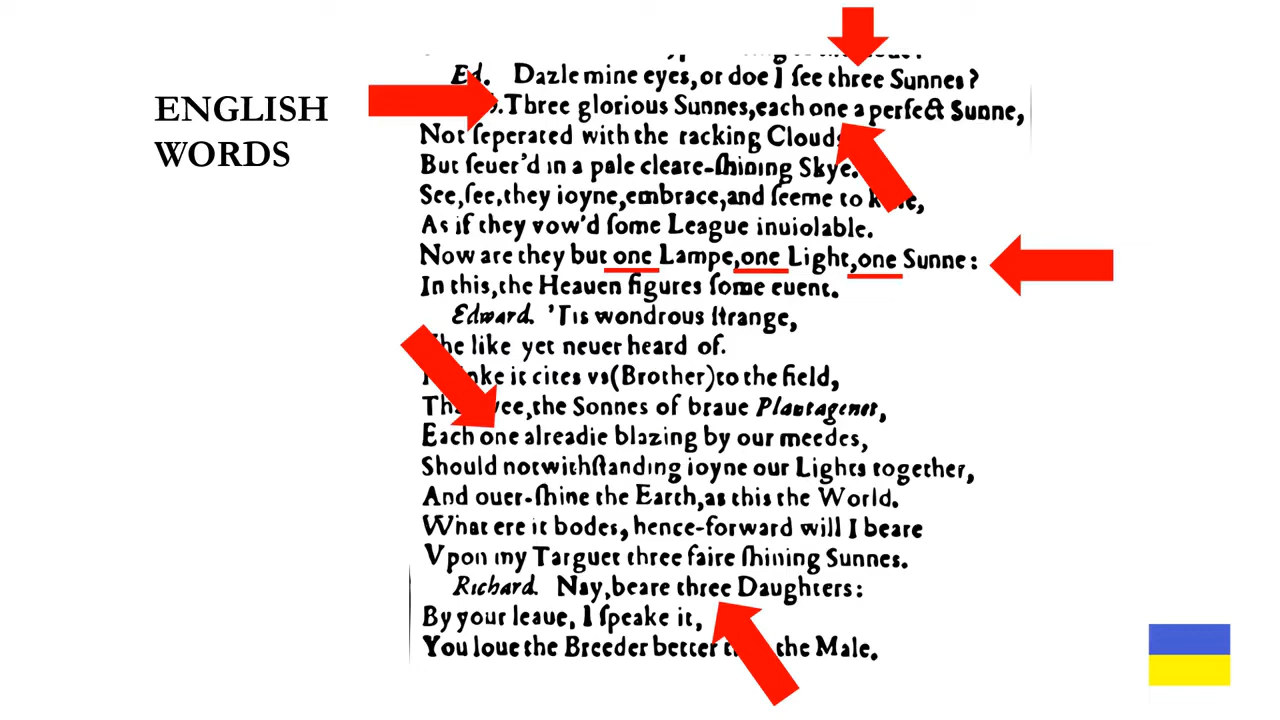 ENGLISH
WORDS
Ed. Dazle mine eyes, or doe I ſee three Sunnes?
Three glorious Sunnes, each one a perfect Sunne,
Not ſeperated with the racking Clouds
But ſeuer'd in a pale cleare-ſhining Skye.
See, ſee, they ioyne, embrace, and ſeeme to
As if they vow'd ſome League inuiolable.
Now are they but one Lampe, one Light, one Sunne:
In this, the Heauen figures ſome euent.
Edward. 'Tis wondrous ſtrange,
like yet neuer heard of.
it cites vs (Brother) to the field,
the Sonnes of braue Plantagenet,
Each one alreadie blazing by our meedes,
Should notwithſtanding ioyne our Lights together,
And ouer-ſhine the Earth, as this the World.
What ere it bodes, hence-forward will I beare
Vpon my Targuet three faire ſhining Sunnes.
Richard. Nay, beare three Daughters:
By your leaue, I ſpeake it,
You loue the Breeder better the Male.